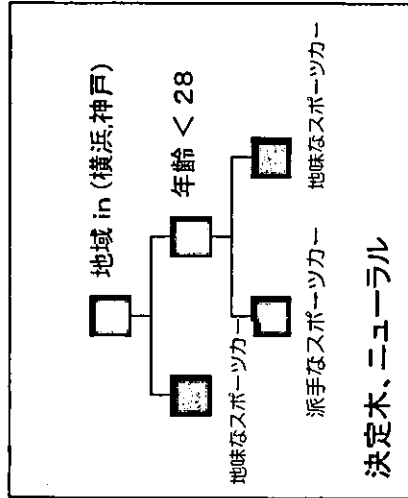 地域 in (横浜,神戸)
年齢 < 28
地味なスポーツカー
派手なスポーツカー
地味なスポーツカー
決定木、ニューラル